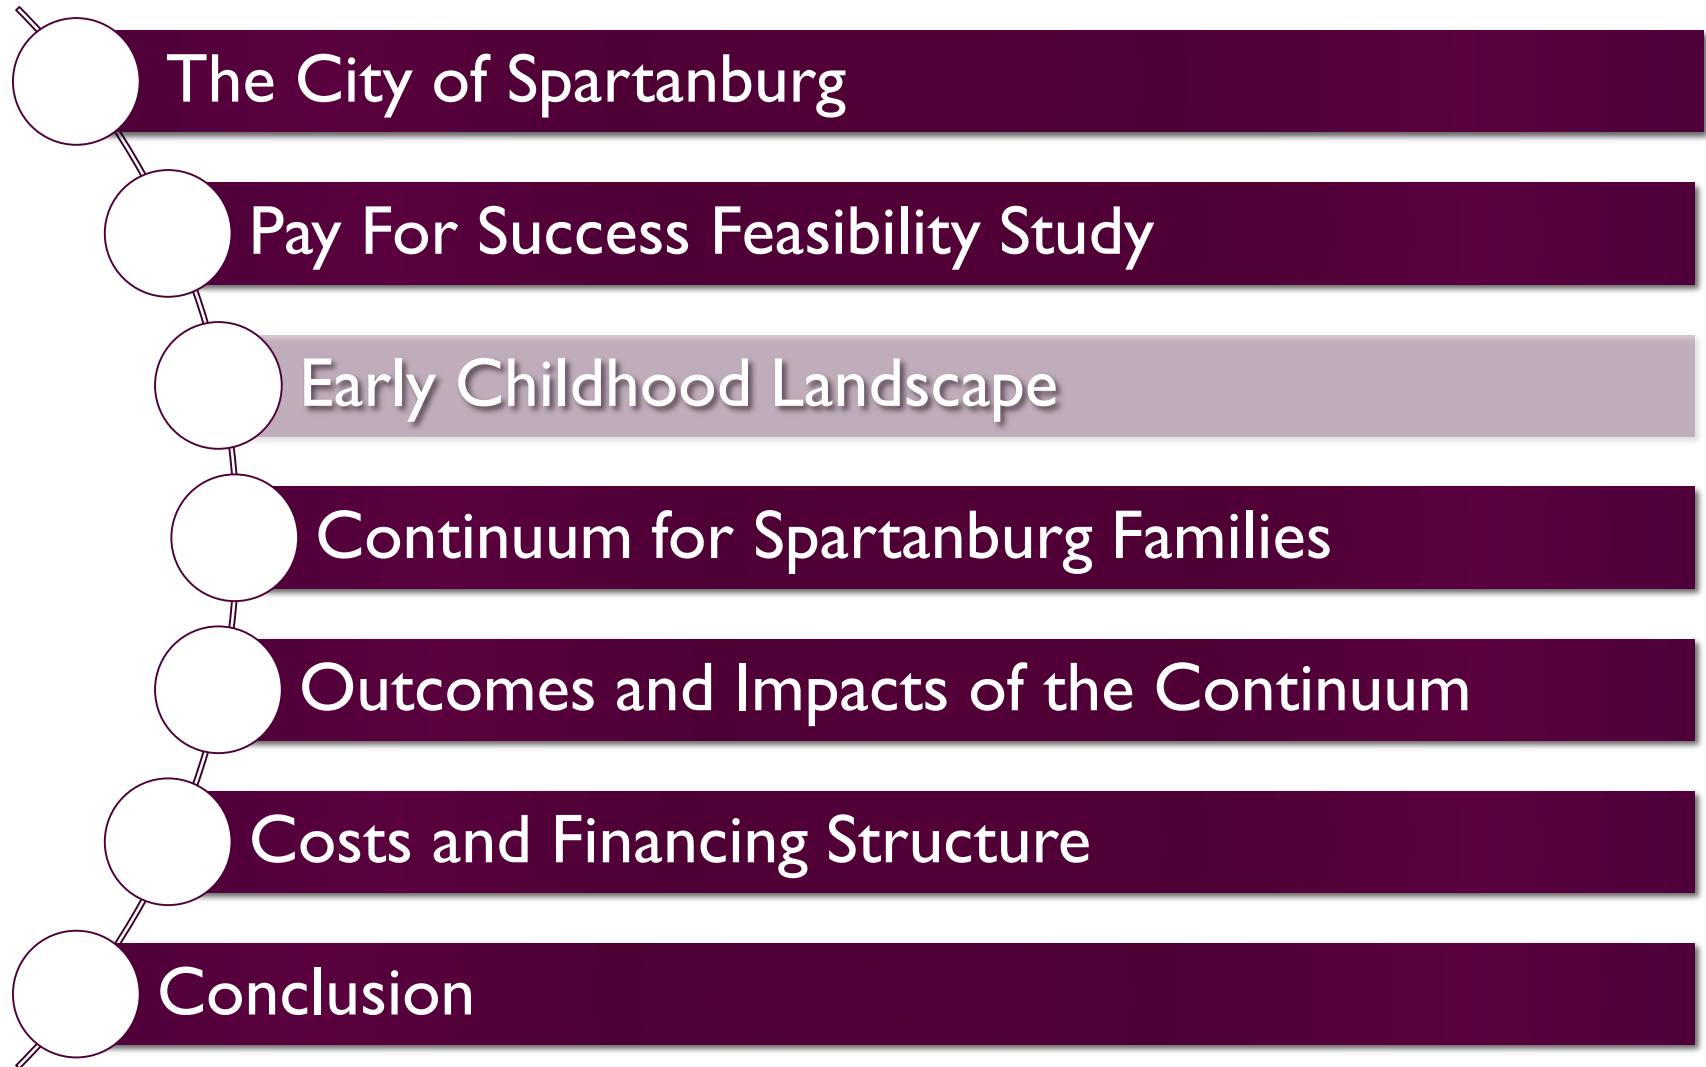 The City of Spartanburg
Pay For Success Feasibility Study
Early Childhood Landscape
Continuum for Spartanburg Families
Outcomes and Impacts of the Continuum
Costs and Financing Structure
Conclusion